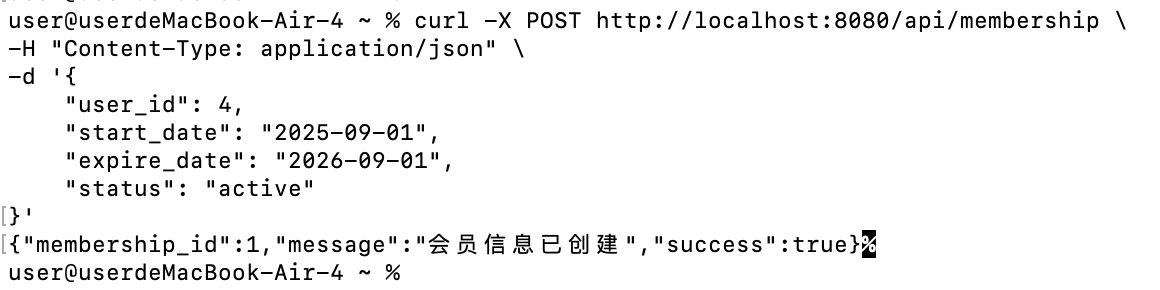 user@userdeMacBook-Air-4 ~ % curl -X POST http://localhost:8080/api/membership \
-H "Content-Type: application/json" \
-d '{
    "user_id": 4,
    "start_date": "2025-09-01",
    "expire_date": "2026-09-01",
    "status": "active"
[}'
[{"membership_id":1,"message":"会员信息已创建","success":true}%
user@userdeMacBook-Air-4 ~ %